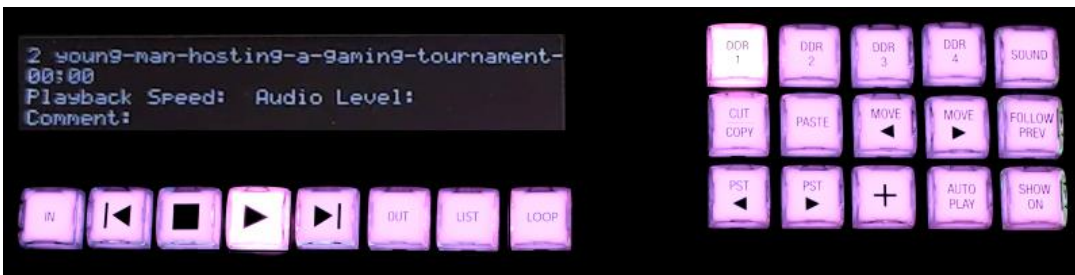 2 young-man-hosting-a-gaming-tournament-
00:00
Playback Speed: Audio Level:
Comment:
IN
OUT
LIST
LOOP
DDR
1
DDR
2
DDR
3
DDR
4
SOUND
CUT
COPY
PASTE
MOVE
MOVE
FOLLOW
PREV
PST
PST
+
AUTO
PLAY
SHOW
ON